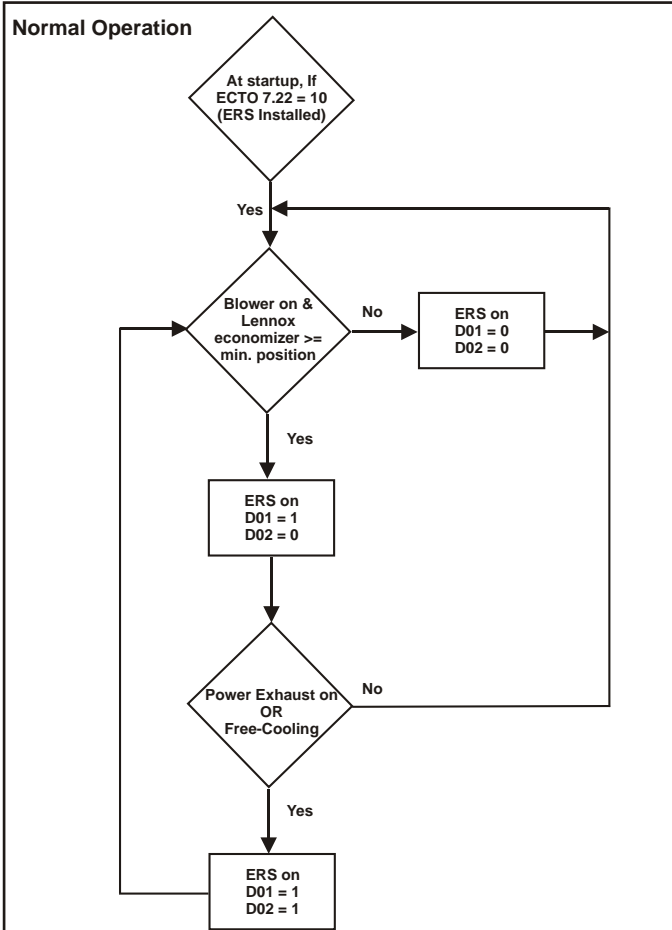 Normal Operation
At startup, If
ECTO 7.22 = 10
(ERS Installed)
Yes
Blower on &
Lennox
economizer >=
min. position
No
ERS on
D01 = 0
D02 = 0
Yes
ERS on
D01 = 1
D02 = 0
Power Exhaust on
OR
Free-Cooling
No
Yes
ERS on
D01 = 1
D02 = 1